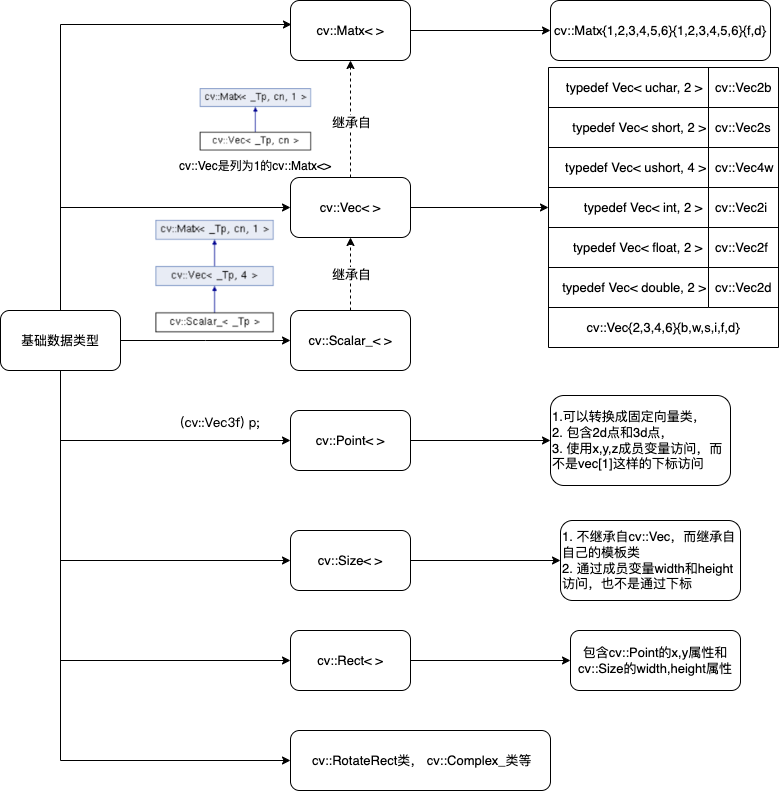 cv::Matx< >
cv::Matx{1,2,3,4,5,6}{1,2,3,4,5,6}{f,d}
typedef Vec< uchar, 2 >
cv::Vec2b
cv::Matx< _Tp, cn, 1 >
继承自
typedef Vec< short, 2 >
cv::Vec2s
cv::Vec< _Tp, cn >
cv::Vec是列为1的cv::Matx<>
typedef Vec< ushort, 4 >
cv::Vec4w
cv::Vec< >
typedef Vec< int, 2 >
cv::Vec2i
cv::Matx< _Tp, cn, 1 >
typedef Vec< float, 2 >
cv::Vec2f
cv::Vec< _Tp, 4 >
继承自
typedef Vec< double, 2 >
cv::Vec2d
cv::Scalar_< _Tp >
cv::Vec{2,3,4,6}{b,w,s,i,f,d}
基础数据类型
cv::Scalar_< >
(cv::Vec3f) p;
cv::Point< >
1.可以转换成固定向量类，
2. 包含2d点和3d点，
3. 使用x,y,z成员变量访问，而
不是vec[1]这样的下标访问
cv::Size< >
1. 不继承自cv::Vec，而继承自
自己的模板类
2. 通过成员变量width和height
访问，也不是通过下标
cv::Rect< >
包含cv::Point的x,y属性和
cv::Size的width,height属性
cv::RotateRect类， cv::Complex_类等